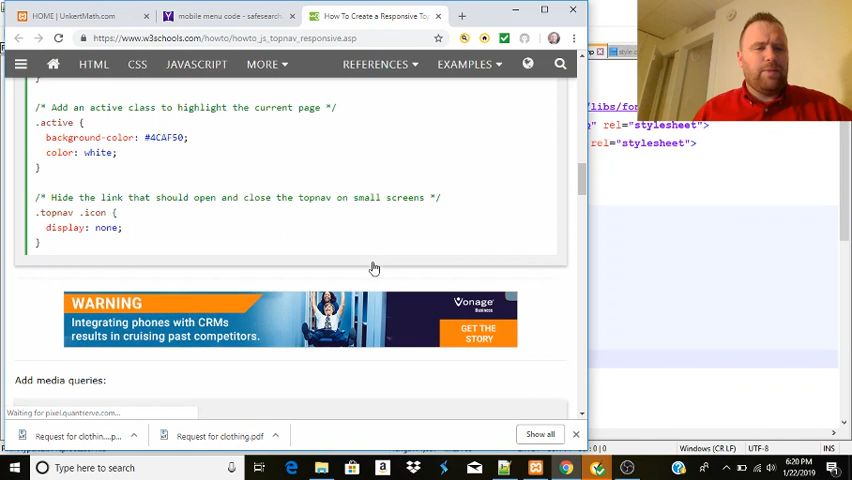 HOME | UnkertMath.com
mobile menu code - safesearch
How To Create a Responsive To
https://www.w3schools.com/howto/howto_js_topnav_responsive.asp
HTML CSS JAVASCRIPT MORE REFERENCES EXAMPLES
}
/* Add an active class to highlight the current page */
.active {
background-color: #4CAF50;
color: white;
}
/* Hide the link that should open and close the topnav on small screens */
.topnav .icon {
display: none;
}
WARNING
Integrating phones with CRMs
results in cruising past competitors.
Vonage
Business
GET THE
STORY
Add media queries:
Waiting for pixel.quantserve.com...
Request for clothin....p...
Request for clothing.pdf
Show all
style.c
/libs/fo
" rel="stylesheet">
rel="stylesheet">
Windows (CR LF) UTF-8 INS
Type here to search
6:20 PM
1/22/2019